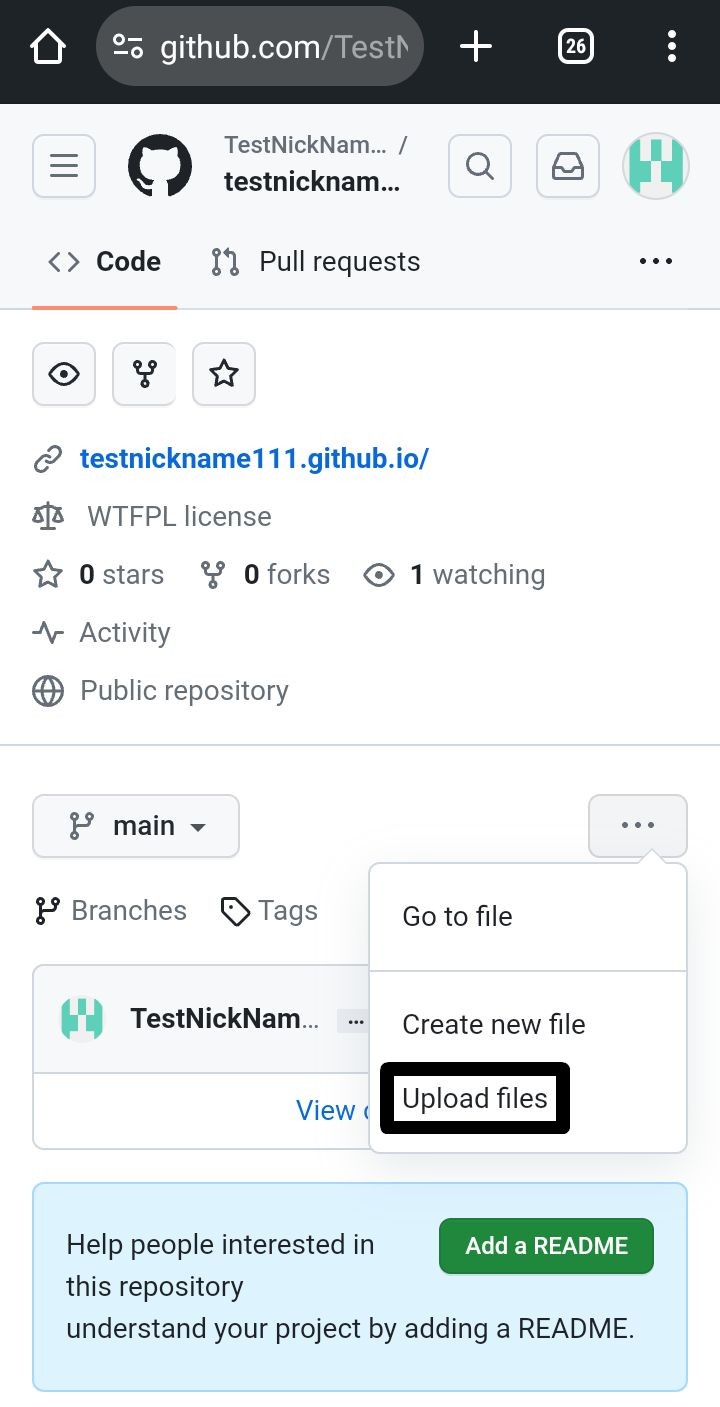 github.com/TestN
26
TestNickNam... /
testnicknam...
Code
Pull requests
testnickname111.github.io/
WTFPL license
0 stars
0 forks
1 watching
Activity
Public repository
main
Branches
Tags
Go to file
Create new file
Upload files
TestNickNam...
View
Help people interested in
this repository
understand your project by adding a README.
Add a README